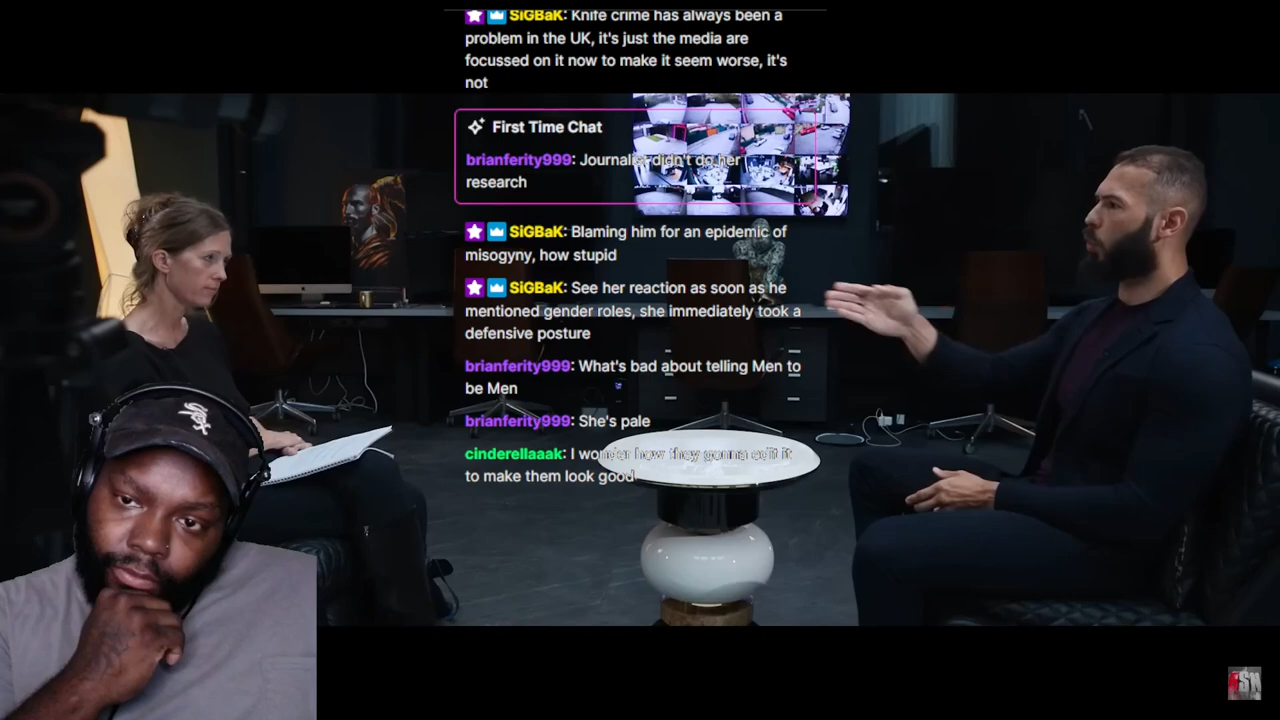 SiGBaK: Knife crime has always been a
problem in the UK, it's just the media are
focussed on it now to make it seem worse, it's
not
First Time Chat
brianferity999: Journalist didn't do her
research
SiGBaK: Blaming him for an epidemic of
misogyny, how stupid
SiGBaK: See her reaction as soon as he
mentioned gender roles, she immediately took a
defensive posture
brianferity999: What's bad about telling Men to
be Men
brianferity999: She's pale
cinderellaaak: I wonder how they gonna edit it
to make them look good